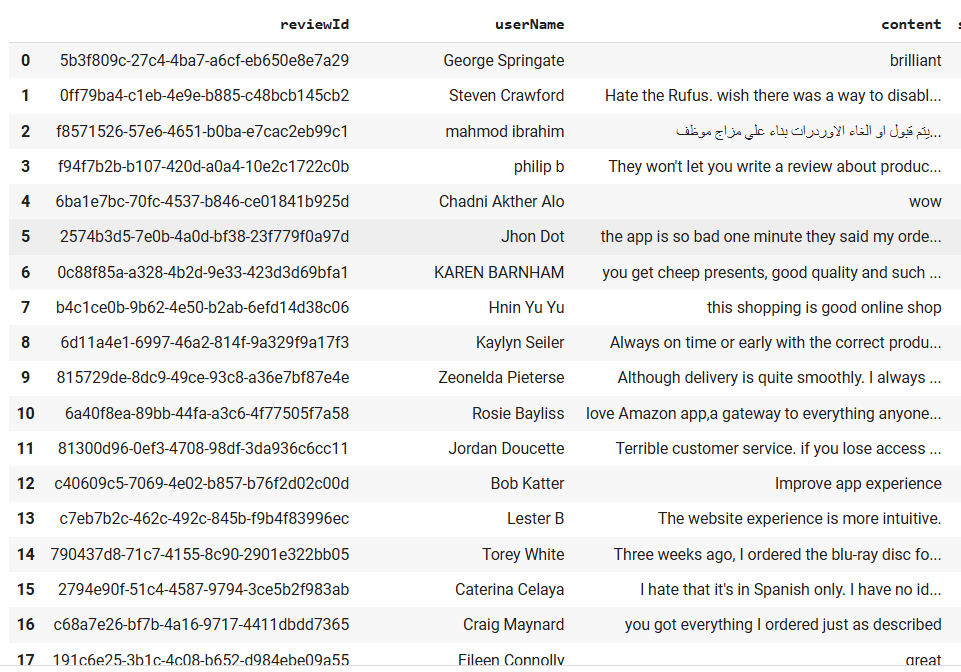 reviewId userName content
0 5b3f809c-27c4-4ba7-a6cf-eb650e8e7a29 George Springate brilliant
1 0ff79ba4-c1eb-4e9e-b885-c48bcb145cb2 Steven Crawford Hate the Rufus. wish there was a way to disabl...
2 f8571526-57e6-4651-b0ba-e7cac2eb99c1 mahmod ibrahim يتم قبول او الغاء الاوردرات بناء علي مزاج موظف...
3 f94f7b2b-b107-420d-a0a4-10e2c1722c0b philip b They won't let you write a review about produc...
4 6ba1e7bc-70fc-4537-b846-ce01841b925d Chadni Akther Alo wow
5 2574b3d5-7e0b-4a0d-bf38-23f779f0a97d Jhon Dot the app is so bad one minute they said my orde...
6 0c88f85a-a328-4b2d-9e33-423d3d69bfa1 KAREN BARNHAM you get cheep presents, good quality and such ...
7 b4c1ce0b-9b62-4e50-b2ab-6efd14d38c06 Hnin Yu Yu this shopping is good online shop
8 6d11a4e1-6997-46a2-814f-9a329f9a17f3 Kaylyn Seiler Always on time or early with the correct produ...
9 815729de-8dc9-49ce-93c8-a36e7bf87e4e Zeonelda Pieterse Although delivery is quite smoothly. I always ...
10 6a40f8ea-89bb-44fa-a3c6-4f77505f7a58 Rosie Bayliss love Amazon app,a gateway to everything anyone...
11 81300d96-0ef3-4708-98df-3da936c6cc11 Jordan Doucette Terrible customer service. if you lose access ...
12 c40609c5-7069-4e02-b857-b76f2d02c00d Bob Katter Improve app experience
13 c7eb7b2c-462c-492c-845b-f9b4f83996ec Lester B The website experience is more intuitive.
14 790437d8-71c7-4155-8c90-2901e322bb05 Torey White Three weeks ago, I ordered the blu-ray disc fo...
15 2794e90f-51c4-4587-9794-3ce5b2f983ab Caterina Celaya I hate that it's in Spanish only. I have no id...
16 c68a7e26-bf7b-4a16-9717-4411dbdd7365 Craig Maynard you got everything I ordered just as described
17 191c6e25-3b1c-4c08-b652-d984ebe09a55 Eileen Connolly great